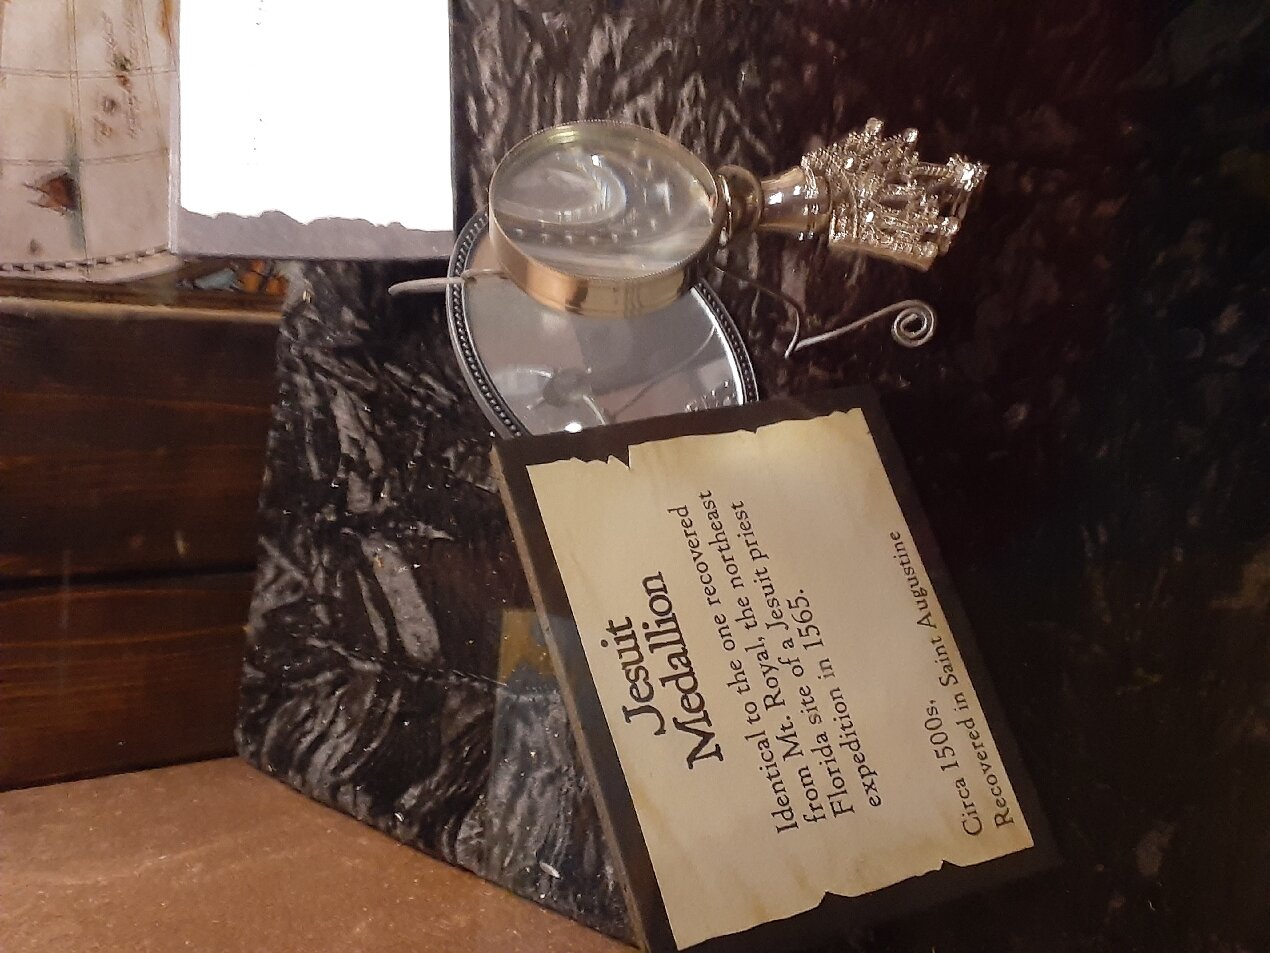 Jesuit
Medallion
Identical to the one recovered
from Mt. Royal, the northeast
Florida site of a Jesuit priest
expedition in 1565.
Circa 1500s,
Recovered in Saint Augustine